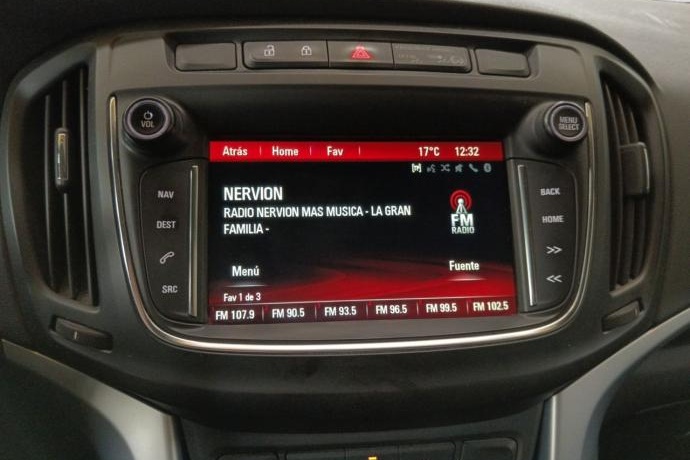 VOL
MENU
SELECT
Atrás Home Fav 17°C 12:32
NAV
DEST
SRC
BACK
HOME
>>
<<
NERVION
RADIO NERVION MAS MUSICA - LA GRAN
FAMILIA -
FM
RADIO
Menú
Fuente
Fav 1 de 3
FM 107.9 FM 90.5 FM 93.5 FM 96.5 FM 99.5 FM 102.5